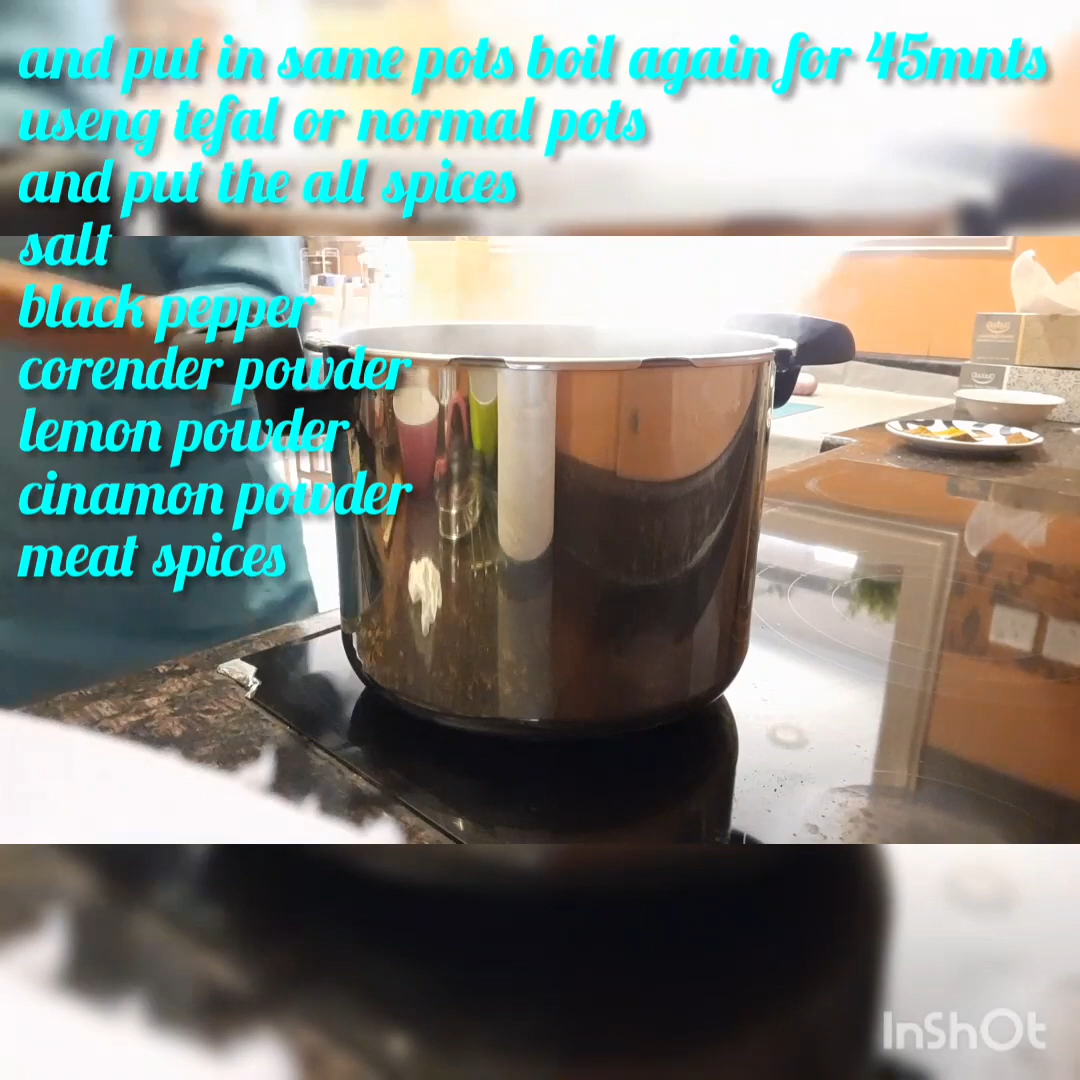 and put in same pots boil again for 45mnts
useng tefal or normal pots
and put the all spices
salt
black pepper
corender powder
lemon powder
cinamon powder
meat spices
InShOt